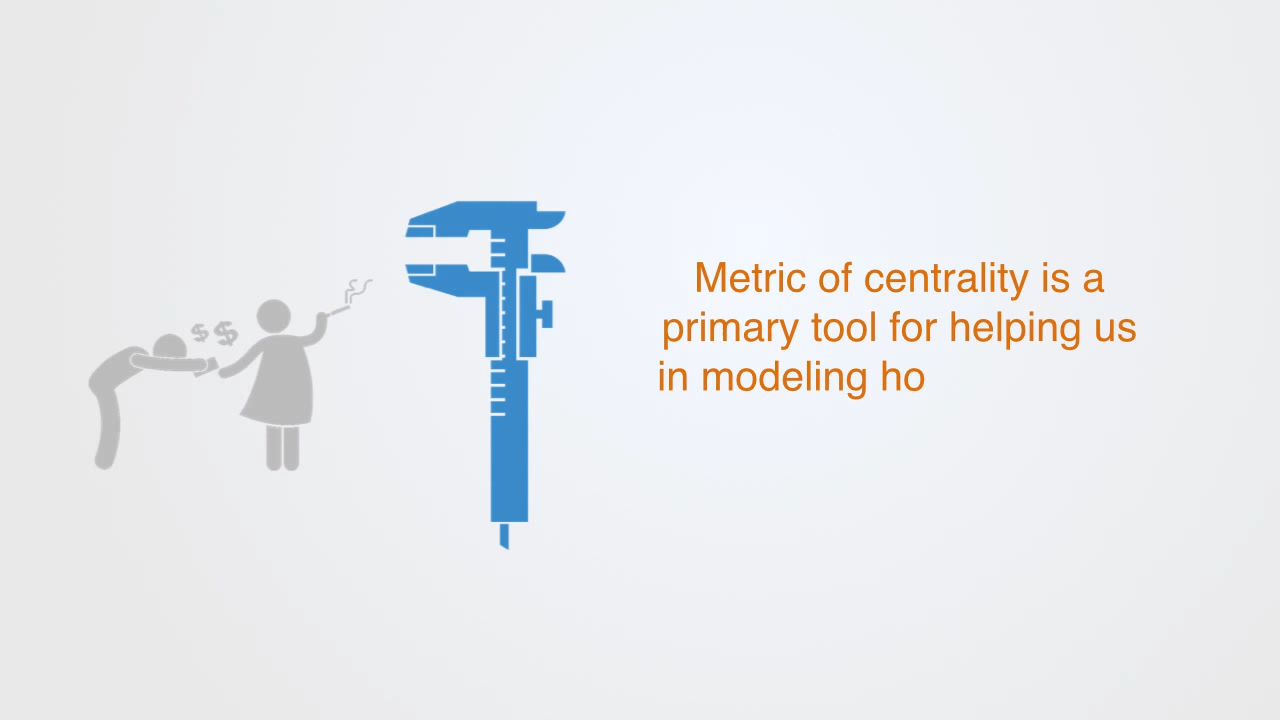 $ $
Metric of centrality is a
primary tool for helping us
in modeling ho